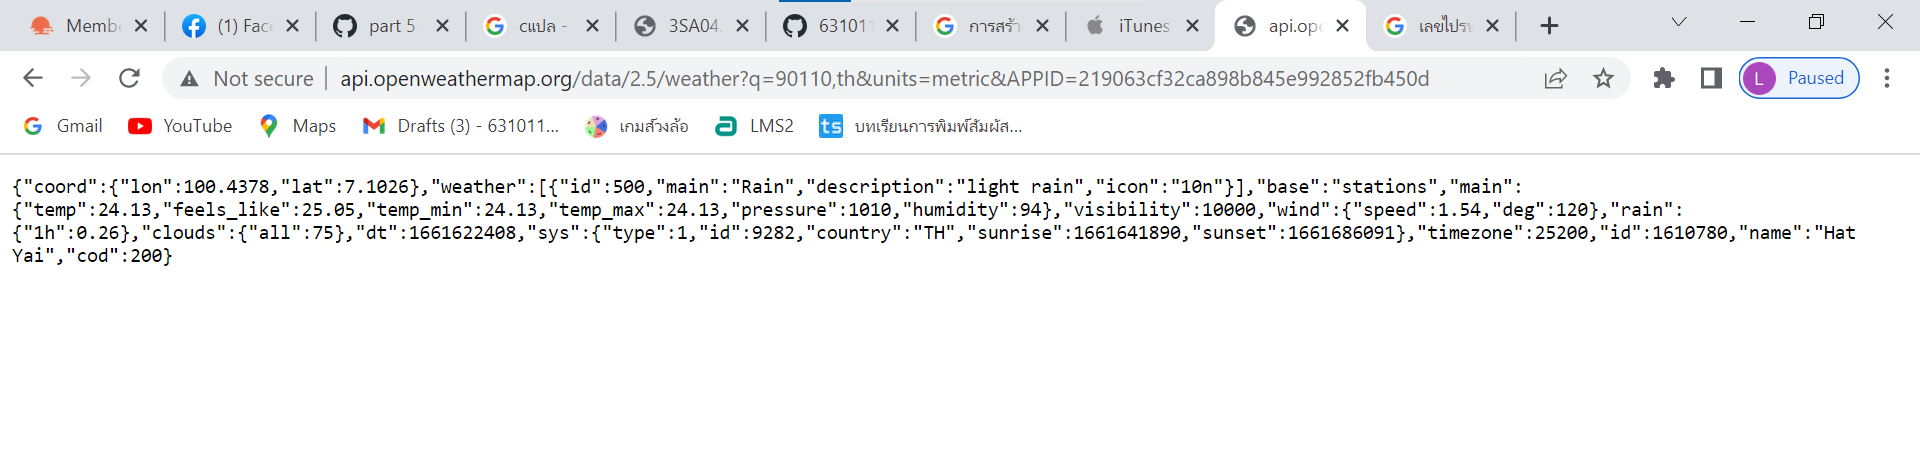 Memb
(1) Face
part 5
cแปล -
3SA04.
631011
การสร้า
iTunes
api.ope
เลขไปรษ
Not secure
api.openweathermap.org/data/2.5/weather?q=90110,th&units=metric&APPID=219063cf32ca898b845e992852fb450d
L Paused
Gmail
YouTube
Maps
Drafts (3) - 631011...
เกมส์วงล้อ
LMS2
ts บทเรียนการพิมพ์สัมผัส...
{"coord":{"lon":100.4378,"lat":7.1026},"weather":[{"id":500,"main":"Rain","description":"light rain","icon":"10n"}],"base":"stations","main":
{"temp":24.13,"feels_like":25.05,"temp_min":24.13,"temp_max":24.13,"pressure":1010,"humidity":94},"visibility":10000,"wind":{"speed":1.54,"deg":120},"rain":
{"1h":0.26},"clouds":{"all":75},"dt":1661622408,"sys":{"type":1,"id":9282,"country":"TH","sunrise":1661641890,"sunset":1661686091},"timezone":25200,"id":1610780,"name":"Hat
Yai","cod":200}